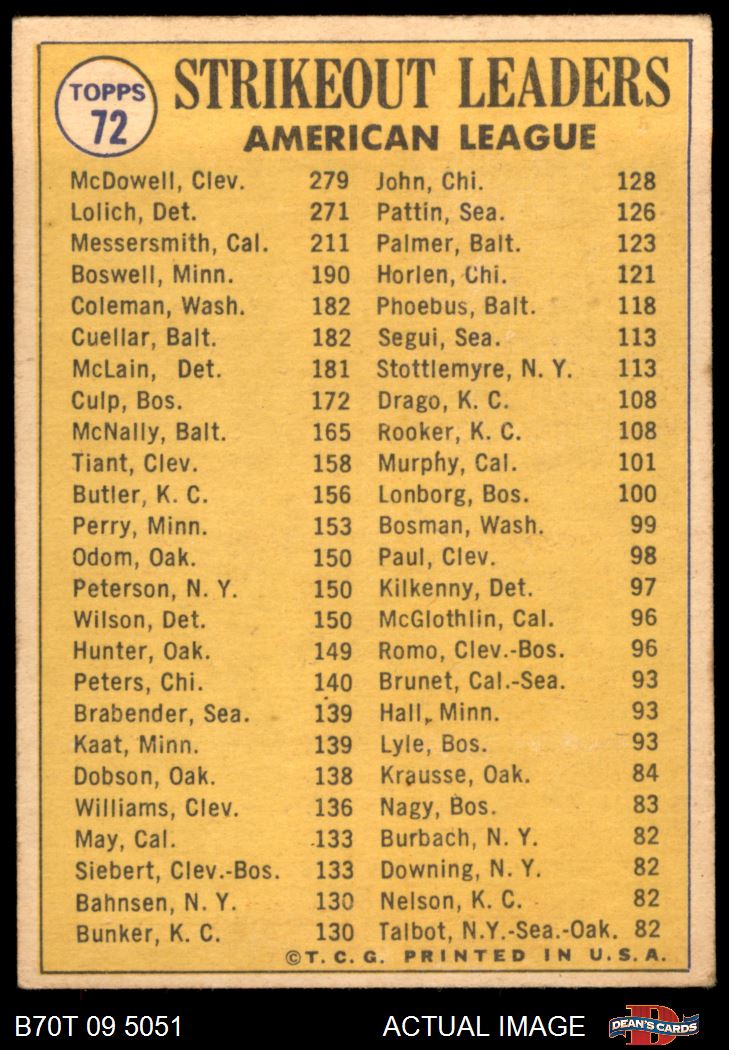 TOPPS
72
STRIKEOUT LEADERS
AMERICAN LEAGUE
McDowell, Clev. 279
Lolich, Det. 271
Messersmith, Cal. 211
Boswell, Minn. 190
Coleman, Wash. 182
Cuellar, Balt. 182
McLain, Det. 181
Culp, Bos. 172
McNally, Balt. 165
Tiant, Clev. 158
Butler, K. C. 156
Perry, Minn. 153
Odom, Oak. 150
Peterson, N. Y. 150
Wilson, Det. 150
Hunter, Oak. 149
Peters, Chi. 140
Brabender, Sea. 139
Kaat, Minn. 139
Dobson, Oak. 138
Williams, Clev. 136
May, Cal. 133
Siebert, Clev.-Bos. 133
Bahnsen, N. Y. 130
Bunker, K. C. 130
John, Chi. 128
Pattin, Sea. 126
Palmer, Balt. 123
Horlen, Chi. 121
Phoebus, Balt. 118
Segui, Sea. 113
Stottlemyre, N. Y. 113
Drago, K. C. 108
Rooker, K. C. 108
Murphy, Cal. 101
Lonborg, Bos. 100
Bosman, Wash. 99
Paul, Clev. 98
Kilkenny, Det. 97
McGlothlin, Cal. 96
Romo, Clev.-Bos. 96
Brunet, Cal.-Sea. 93
Hall, Minn. 93
Lyle, Bos. 93
Krausse, Oak. 84
Nagy, Bos. 83
Burbach, N. Y. 82
Downing, N. Y. 82
Nelson, K. C. 82
Talbot, N.Y.-Sea.-Oak. 82
©T. C. G. PRINTED IN U. S. A.
B70T 09 5051 ACTUAL IMAGE
D
DEAN'S CARDS